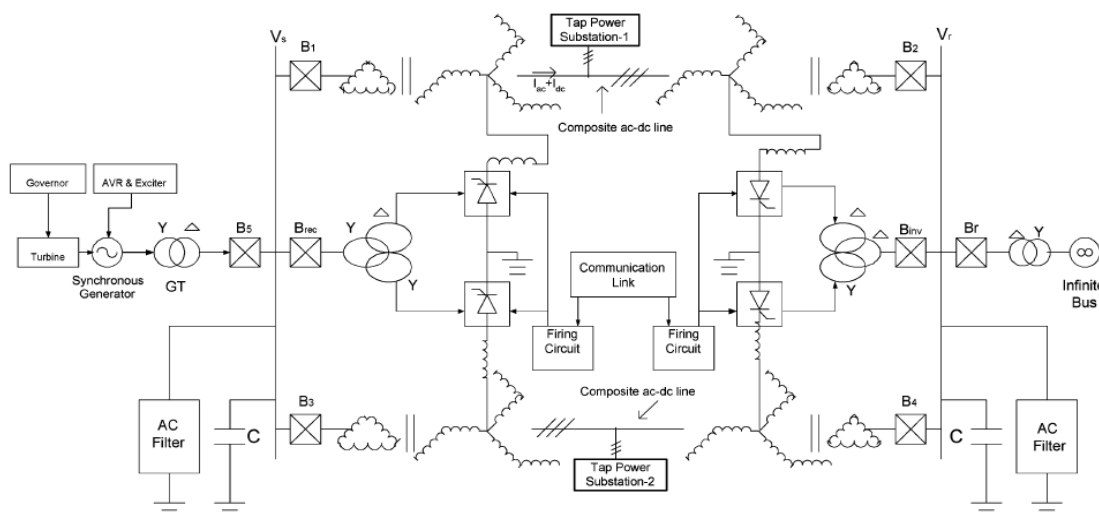 Vs
B1
Tap Power
Substation-1
Iac+Idc
Composite ac-dc line
B2
Vr
Governor
AVR & Exciter
Turbine
Synchronous
Generator
Y
Δ
GT
B5
Brec
Y
Δ
Y
Communication
Link
Firing
Circuit
Firing
Circuit
Δ
Δ
Y
Binv
Br
Δ
Y
∞
Infinite
Bus
AC
Filter
C
B3
Composite ac-dc line
Tap Power
Substation-2
B4
C
AC
Filter